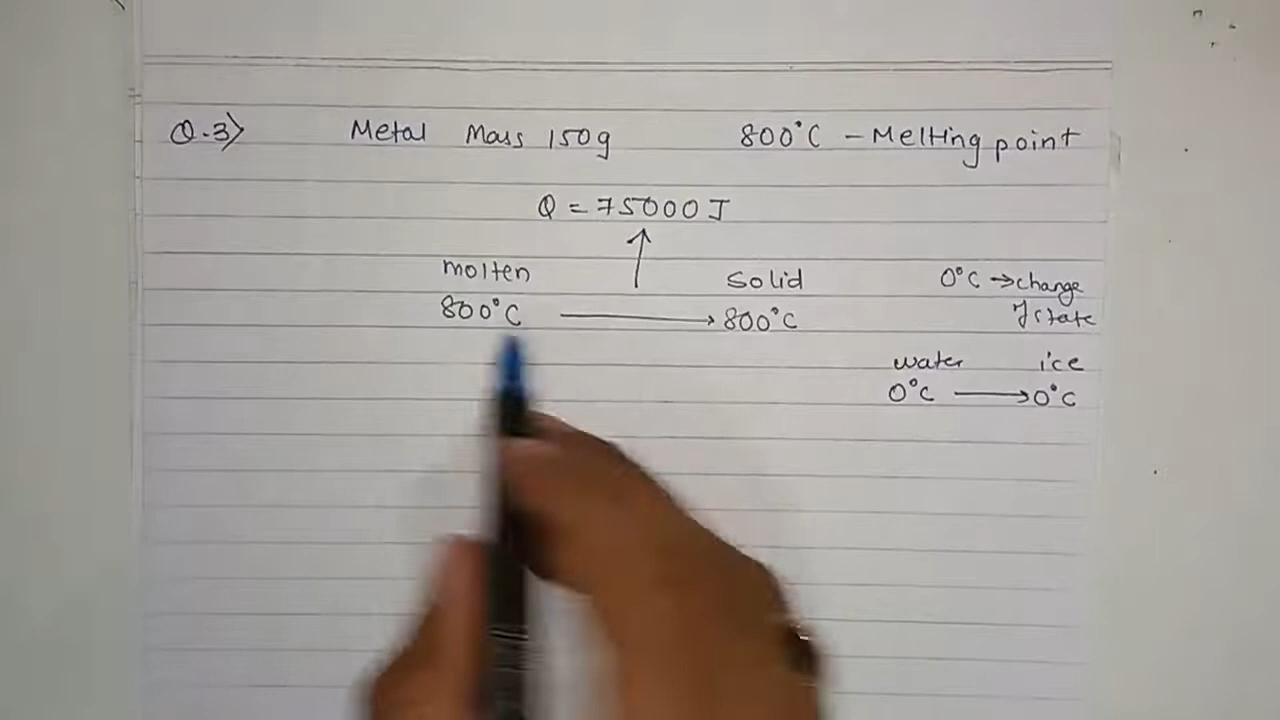 Q.3) Metal Mass 150g 800°C - Melting point
Q = 75000 J
molten solid 0°C → change
800°C → 800°C of state
water ice
0°C → 0°C